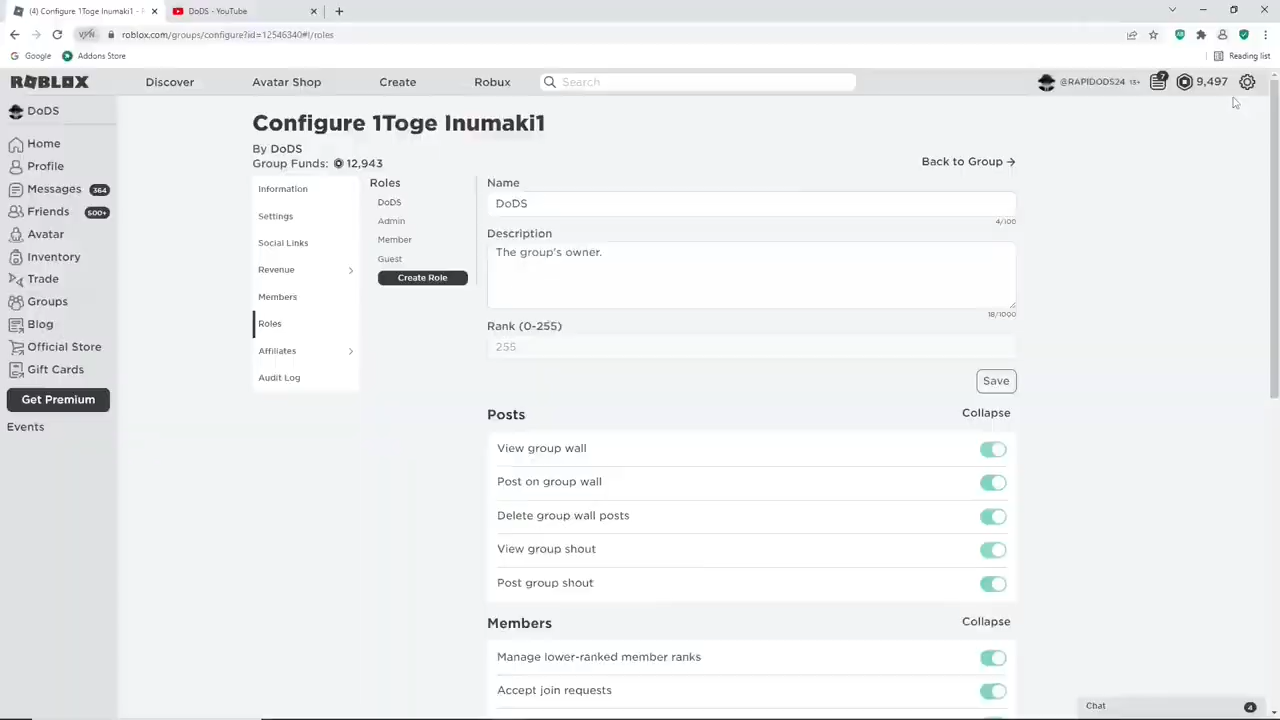 (4) Configure 1Toge Inumaki1 - R
DoDS - YouTube
VPN
roblox.com/groups/configure?id=12546340#!/roles
Google
Addons Store
Reading list
ROBLOX
Discover
Avatar Shop
Create
Robux
Search
@RAPIDODS24 13+
7
9,497
DoDS
Home
Profile
Messages 364
Friends 500+
Avatar
Inventory
Trade
Groups
Blog
Official Store
Gift Cards
Get Premium
Events
Configure 1Toge Inumaki1
By DoDS
Group Funds: 12,943
Back to Group →
Information
Settings
Social Links
Revenue
Members
Roles
Affiliates
Audit Log
Roles
DoDS
Admin
Member
Guest
Create Role
Name
DoDS
4/100
Description
The group's owner.
18/1000
Rank (0-255)
255
Save
Posts
Collapse
View group wall
Post on group wall
Delete group wall posts
View group shout
Post group shout
Members
Collapse
Manage lower-ranked member ranks
Accept join requests
Chat
4